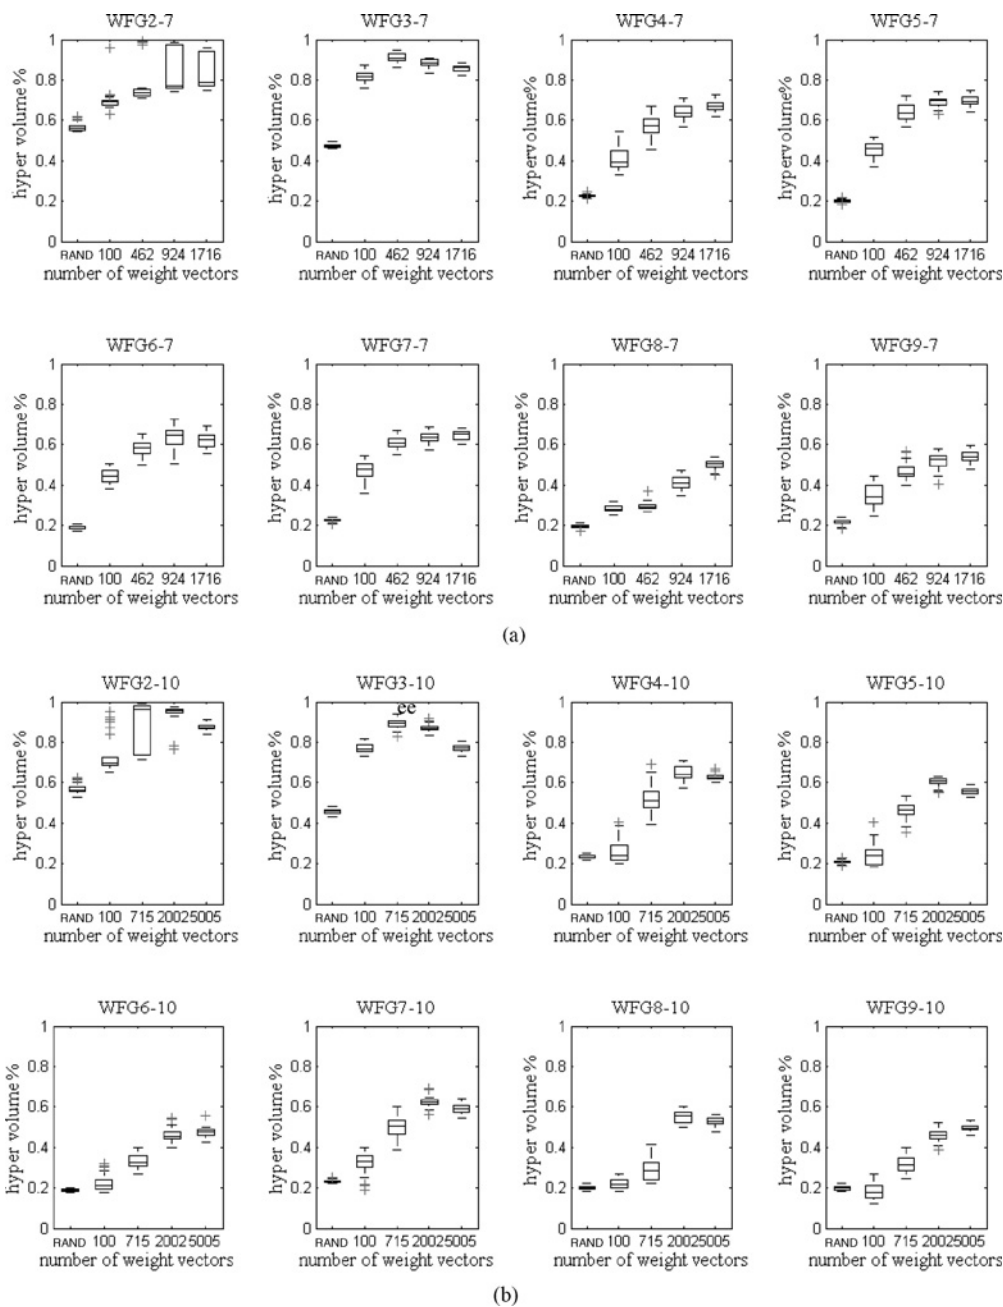 WFG2-7 WFG3-7 WFG4-7 WFG5-7
1 1 1 1
0.8 0.8 0.8 0.8
0.6 0.6 0.6 0.6
0.4 0.4 0.4 0.4
0.2 0.2 0.2 0.2
0 0 0 0
hyper volume% hyper volume% hypervolume% hyper volume%
RAND 100 462 924 1716 RAND 100 462 924 1716 RAND 100 462 924 1716 RAND 100 462 924 1716
number of weight vectors number of weight vectors number of weight vectors number of weight vectors
WFG6-7 WFG7-7 WFG8-7 WFG9-7
1 1 1 1
0.8 0.8 0.8 0.8
0.6 0.6 0.6 0.6
0.4 0.4 0.4 0.4
0.2 0.2 0.2 0.2
0 0 0 0
hyper volume% hyper volume% hyper volume% hyper volume%
RAND 100 462 924 1716 RAND 100 462 924 1716 RAND 100 462 924 1716 RAND 100 462 924 1716
number of weight vectors number of weight vectors number of weight vectors number of weight vectors
(a)
WFG2-10 WFG3-10 WFG4-10 WFG5-10
1 1 1 1
ee
0.8 0.8 0.8 0.8
0.6 0.6 0.6 0.6
0.4 0.4 0.4 0.4
0.2 0.2 0.2 0.2
0 0 0 0
hyper volume% hyper volume% hyper volume% hyper volume%
RAND 100 715 20025005 RAND 100 715 20025005 RAND 100 715 20025005 RAND 100 715 20025005
number of weight vectors number of weight vectors number of weight vectors number of weight vectors
WFG6-10 WFG7-10 WFG8-10 WFG9-10
1 1 1 1
0.8 0.8 0.8 0.8
0.6 0.6 0.6 0.6
0.4 0.4 0.4 0.4
0.2 0.2 0.2 0.2
0 0 0 0
hyper volume% hyper volume% hyper volume% hyper volume%
RAND 100 715 20025005 RAND 100 715 20025005 RAND 100 715 20025005 RAND 100 715 20025005
number of weight vectors number of weight vectors number of weight vectors number of weight vectors
(b)